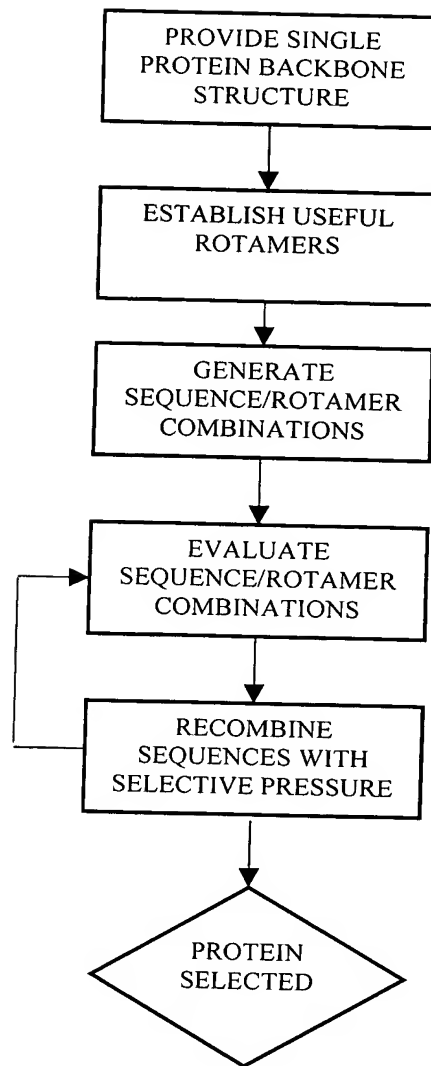 PROVIDE SINGLE
PROTEIN BACKBONE
STRUCTURE
ESTABLISH USEFUL
ROTAMERS
GENERATE
SEQUENCE/ROTAMER
COMBINATIONS
EVALUATE
SEQUENCE/ROTAMER
COMBINATIONS
RECOMBINE
SEQUENCES WITH
SELECTIVE PRESSURE
PROTEIN
SELECTED